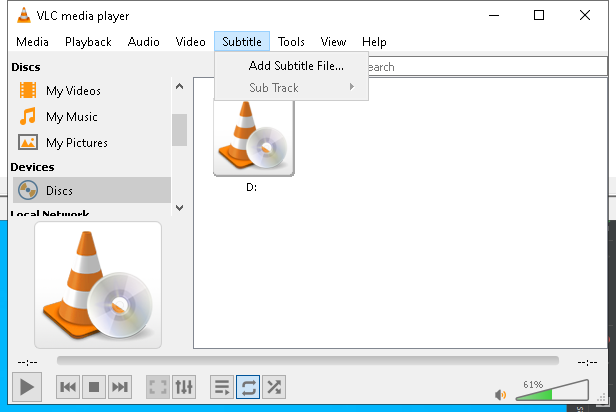 VLC media player
Media Playback Audio Video Subtitle Tools View Help
Discs
Add Subtitle File...
Sub Track
My Videos
My Music
My Pictures
Devices
Discs
Local Network
D:
--:--
--:--
61%